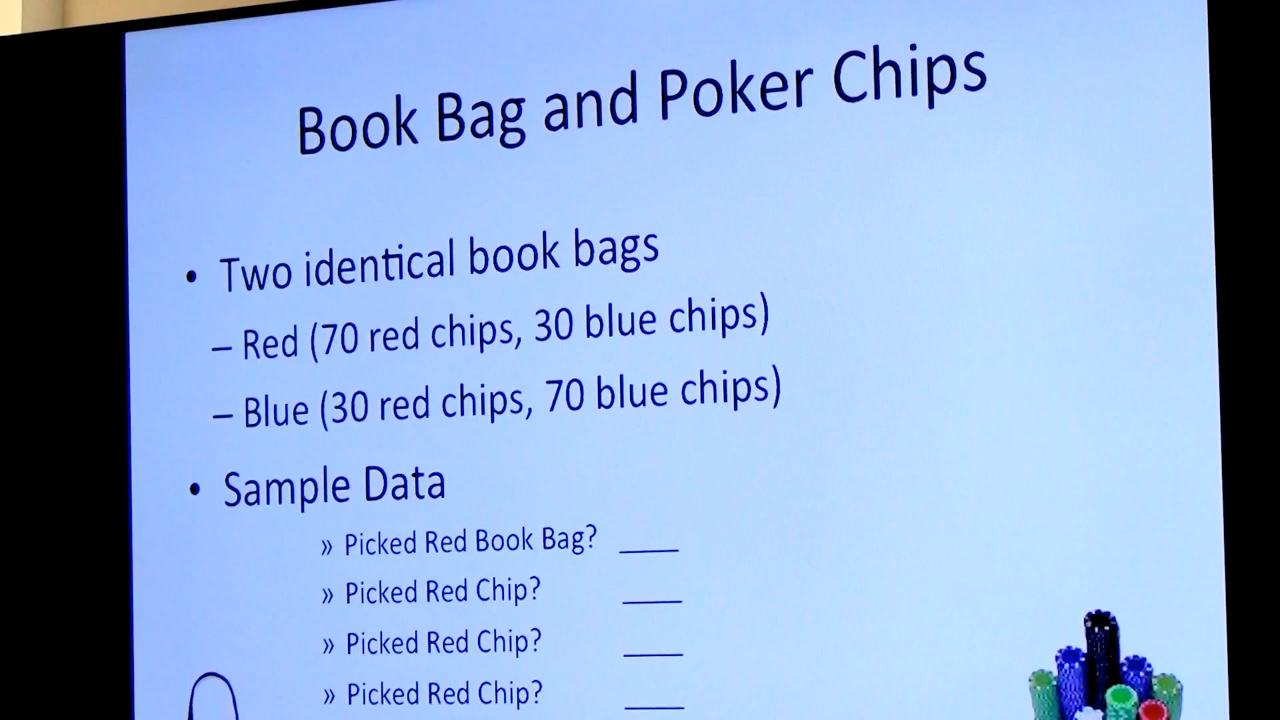 Book Bag and Poker Chips
• Two identical book bags
– Red (70 red chips, 30 blue chips)
– Blue (30 red chips, 70 blue chips)
• Sample Data
» Picked Red Book Bag? ____
» Picked Red Chip? ____
» Picked Red Chip? ____
» Picked Red Chip? ____